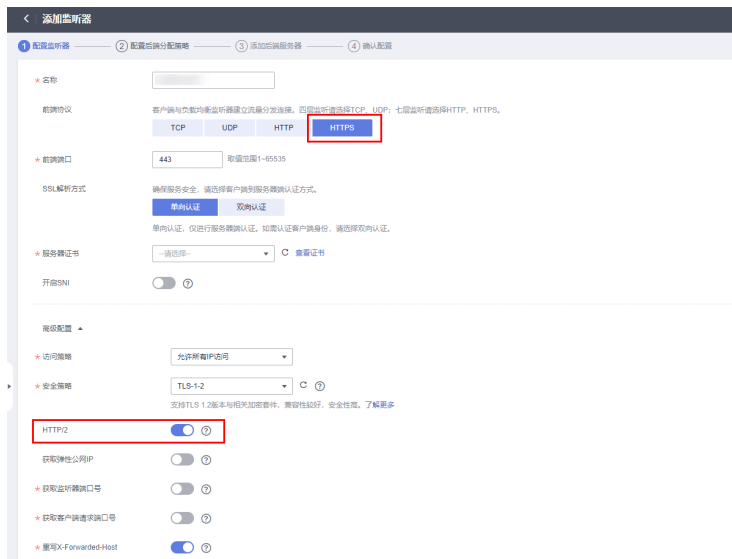 添加监听器
1 配置监听器 2 配置后端分配策略 3 添加后端服务器 4 确认配置
* 名称
前端协议 客户端与负载均衡监听器建立流量分发连接。四层监听请选择TCP、UDP；七层监听请选择HTTP、HTTPS。
TCP UDP HTTP HTTPS
* 前端端口 443 取值范围1~65535
SSL解析方式 确保服务安全，请选择客户端到服务器端认证方式。
单向认证 双向认证
单向认证，仅进行服务器端认证。如需认证客户端身份，请选择双向认证。
* 服务器证书 --请选择-- 查看证书
开启SNI
高级配置
* 访问策略 允许所有IP访问
* 安全策略 TLS-1-2
支持TLS 1.2版本与相关加密套件，兼容性较好，安全性高。了解更多
HTTP/2
获取弹性公网IP
* 获取监听器端口号
* 获取客户端请求端口号
* 重写X-Forwarded-Host